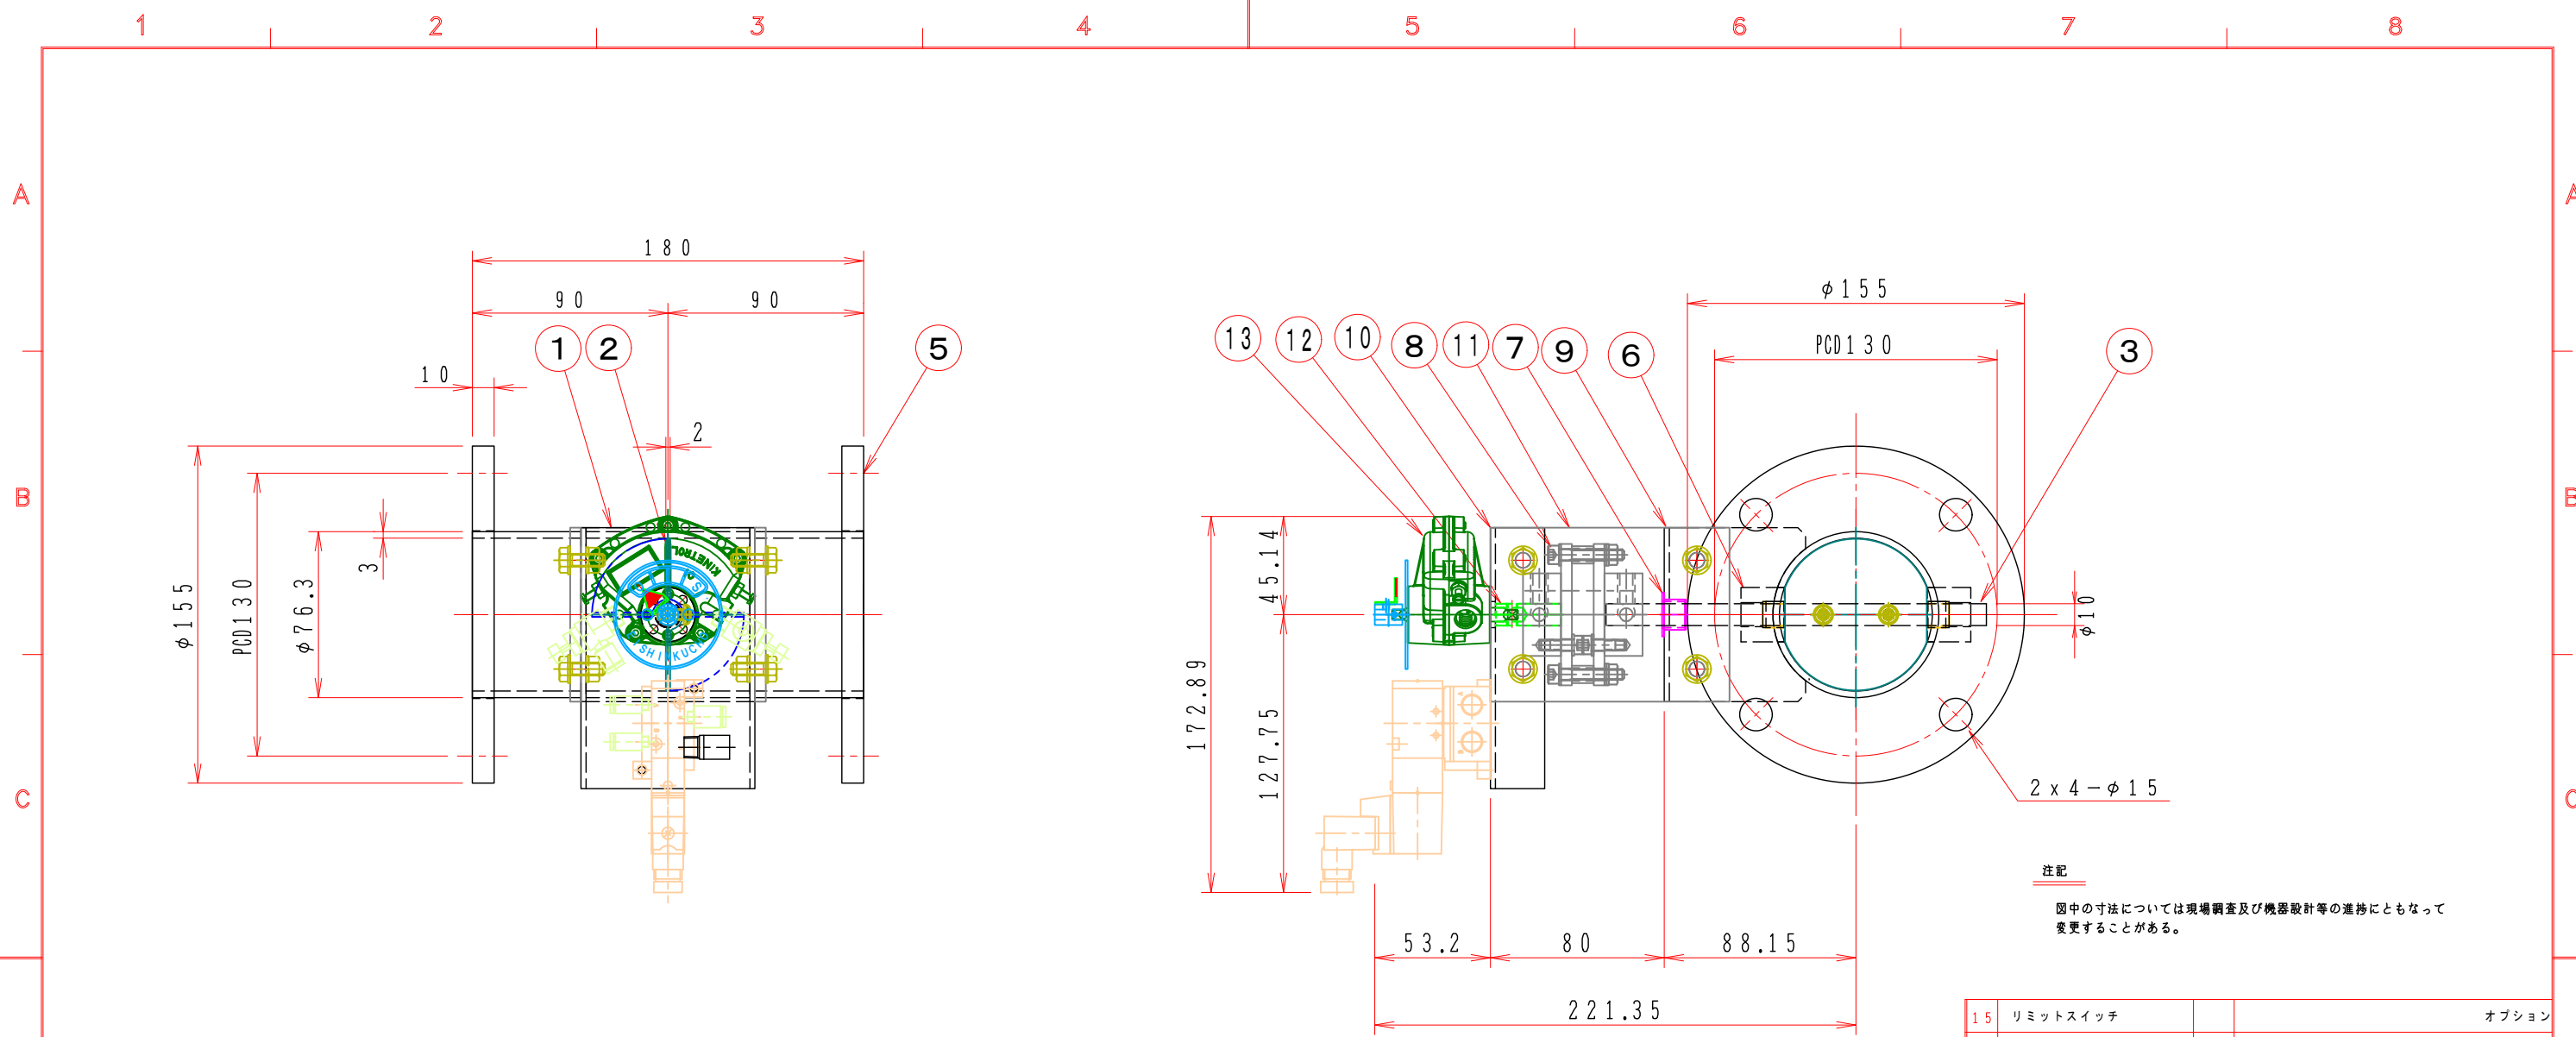 1 2 3 4 5 6 7 8
A A
180
90 90
φ155
PCD130
13 12 10 8 11 7 9 6 3
1 2 5
10
2
B B
3
KINETROL
45.14
φ155
PCD130
φ76.3
φ10
172.89
127.75
2x4-φ15
C C
注記
図中の寸法については現場調査及び機器設計等の進捗にともなって
変更することがある。
53.2 80 88.15
221.35
15 リミットスイッチ オプション